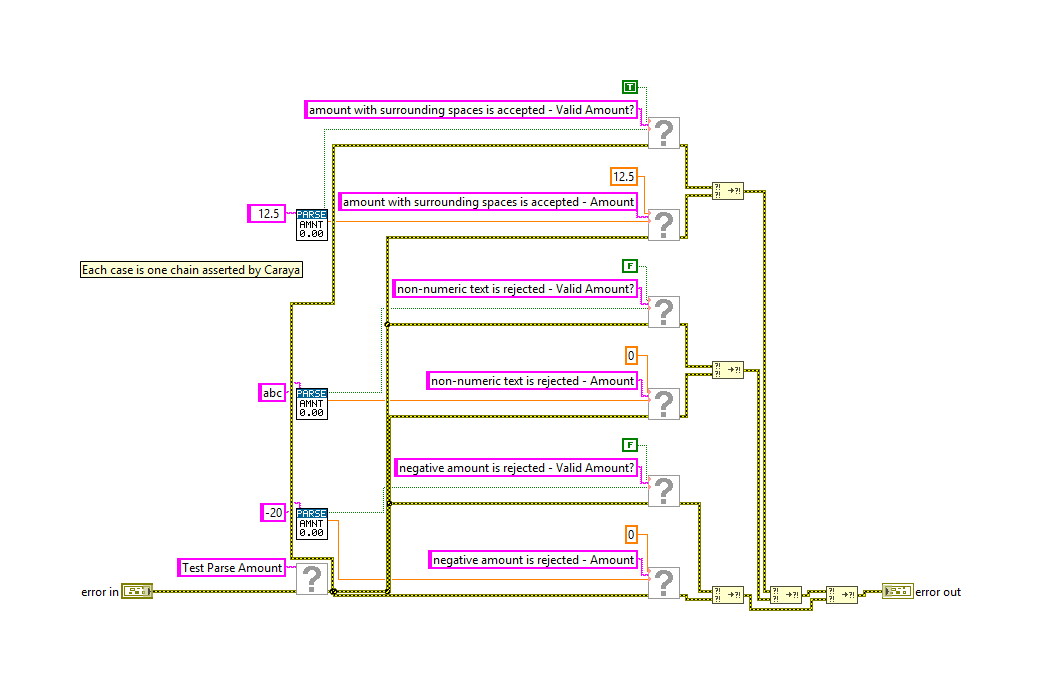 T
amount with surrounding spaces is accepted - Valid Amount?
?
12.5
?! ?! →?!
amount with surrounding spaces is accepted - Amount
12.5
PARSE
AMNT
0.00
?
Each case is one chain asserted by Caraya
F
non-numeric text is rejected - Valid Amount?
?
0
?! ?! →?!
non-numeric text is rejected - Amount
abc
PARSE
AMNT
0.00
?
F
negative amount is rejected - Valid Amount?
?
-20
PARSE
AMNT
0.00
0
negative amount is rejected - Amount
Test Parse Amount
?
?
error in
?! ?! →?!
?! ?! →?!
?! ?! →?!
error out